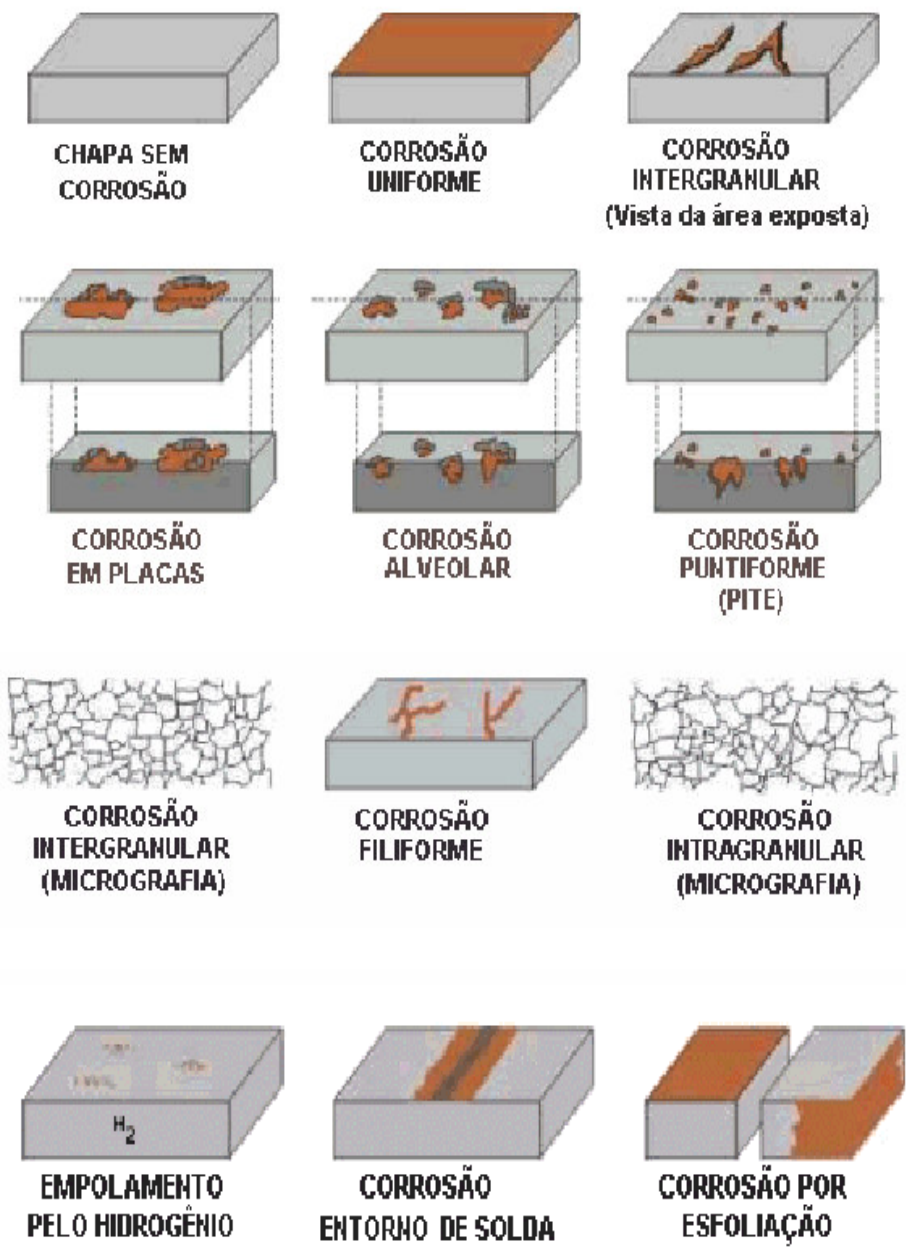 CHAPA SEM
CORROSÃO
CORROSÃO
UNIFORME
CORROSÃO
INTERGRANULAR
(Vista da área exposta)
CORROSÃO
EM PLACAS
CORROSÃO
ALVEOLAR
CORROSÃO
PUNTIFORME
(PITE)
CORROSÃO
INTERGRANULAR
(MICROGRAFIA)
CORROSÃO
FILIFORME
CORROSÃO
INTRAGRANULAR
(MICROGRAFIA)
H2
EMPOLAMENTO
PELO HIDROGÊNIO
CORROSÃO
ENTORNO DE SOLDA
CORROSÃO POR
ESFOLIAÇÃO